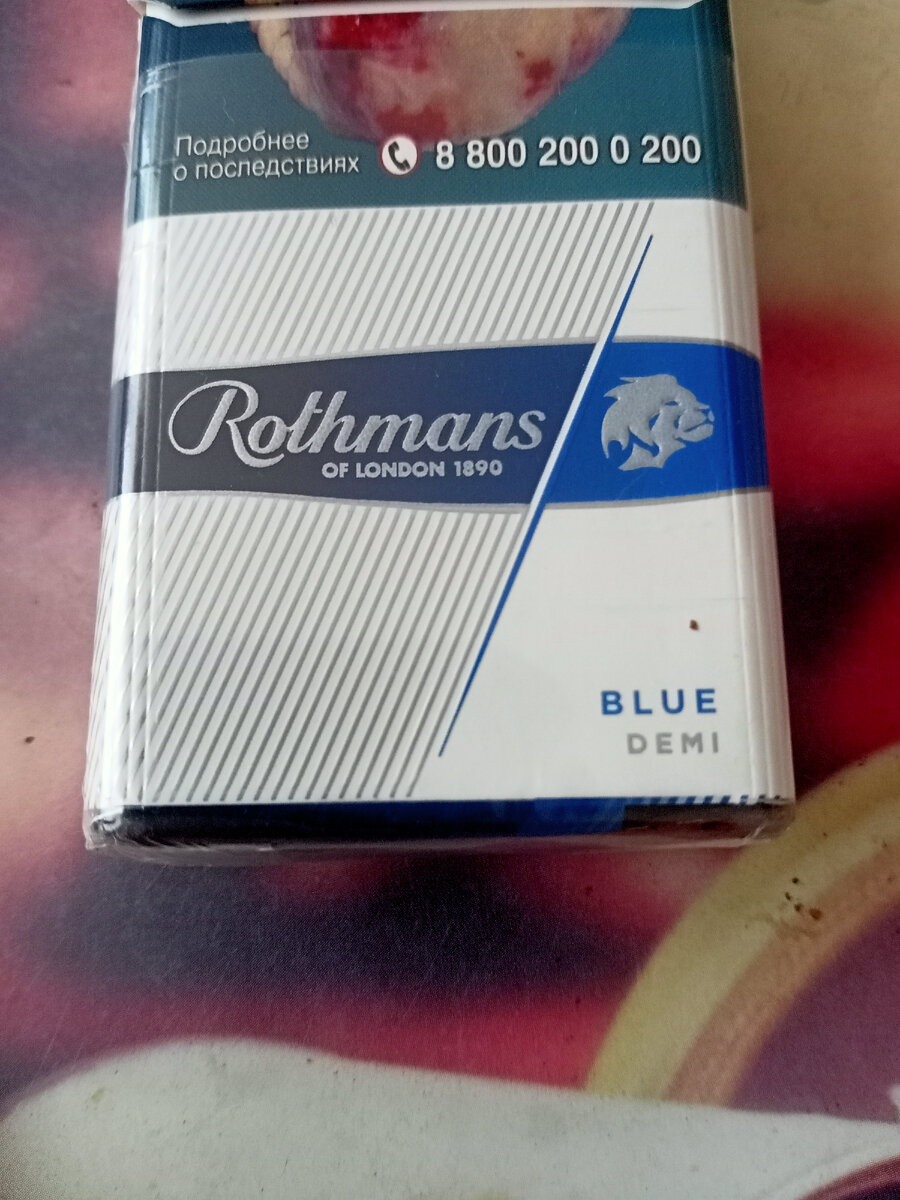 Подробнее
о последствиях
8 800 200 0 200
Rothmans
OF LONDON 1890
BLUE
DEMI